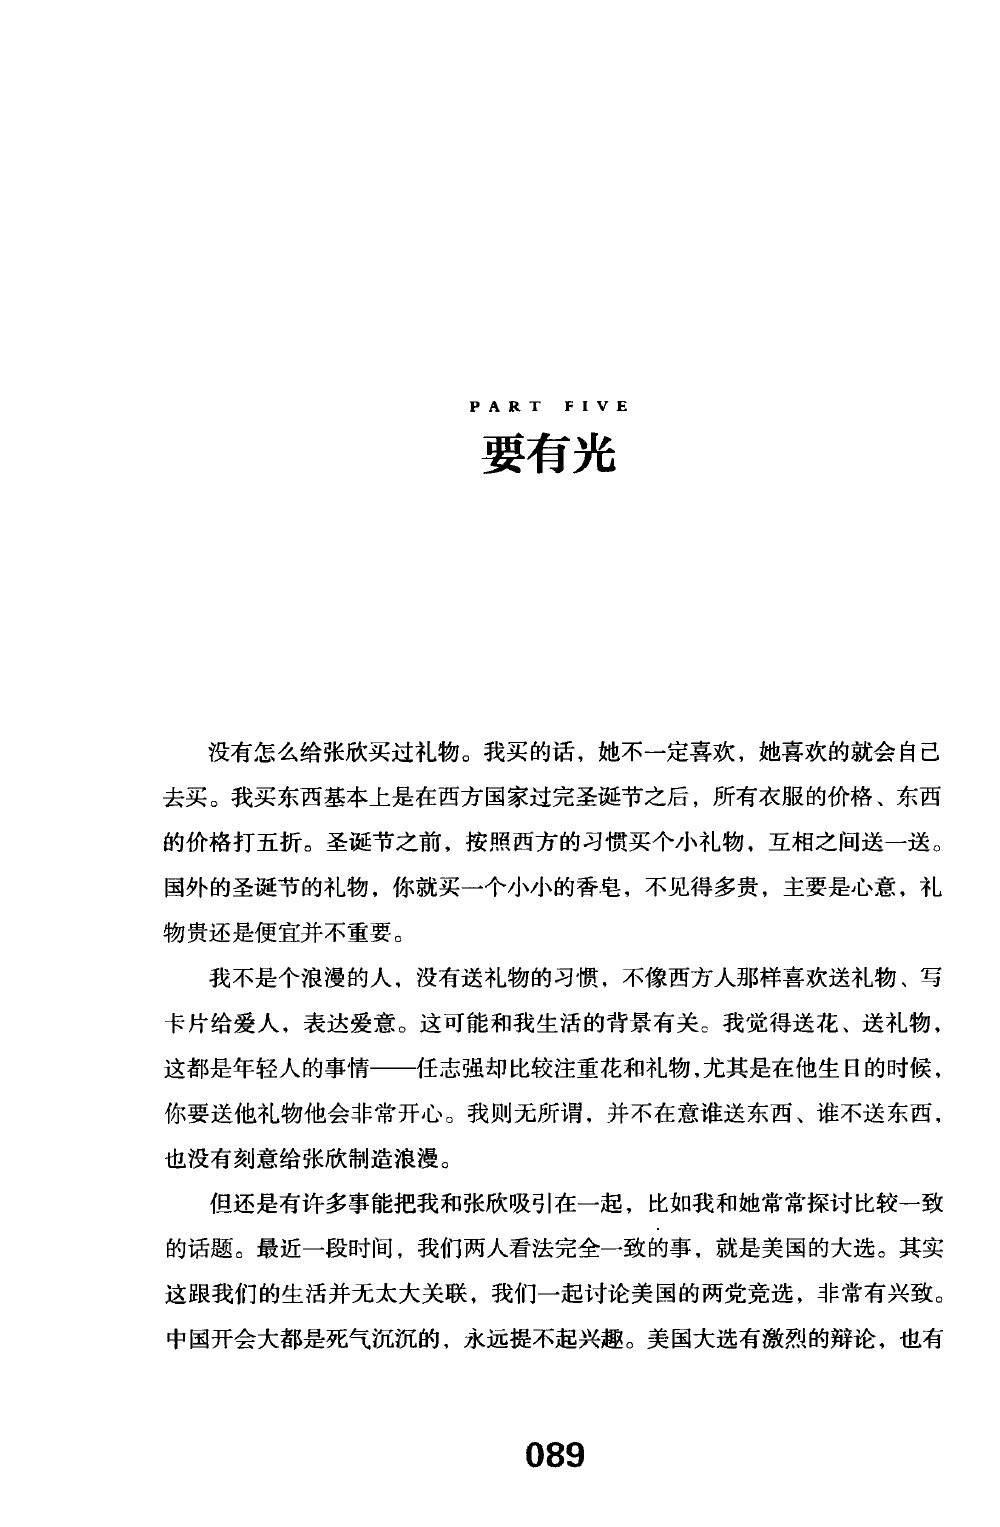 PART FIVE
要有光
没有怎么给张欣买过礼物。我买的话，她不一定喜欢，她喜欢的就会自己
去买。我买东西基本上是在西方国家过完圣诞节之后，所有衣服的价格、东西
的价格打五折。圣诞节之前，按照西方的习惯买个小礼物，互相之间送一送。
国外的圣诞节的礼物，你就买一个小小的香皂，不见得多贵，主要是心意，礼
物贵还是便宜并不重要。
我不是个浪漫的人，没有送礼物的习惯，不像西方人那样喜欢送礼物、写
卡片给爱人，表达爱意。这可能和我生活的背景有关。我觉得送花、送礼物，
这都是年轻人的事情——任志强却比较注重花和礼物，尤其是在他生日的时候，
你要送他礼物他会非常开心。我则无所谓，并不在意谁送东西、谁不送东西，
也没有刻意给张欣制造浪漫。
但还是有许多事能把我和张欣吸引在一起，比如我和她常常探讨比较一致
的话题。最近一段时间，我们两人看法完全一致的事，就是美国的大选。其实
这跟我们的生活并无太大关联，我们一起讨论美国的两党竞选，非常有兴致。
中国开会大都是死气沉沉的，永远提不起兴趣。美国大选有激烈的辩论，也有
089